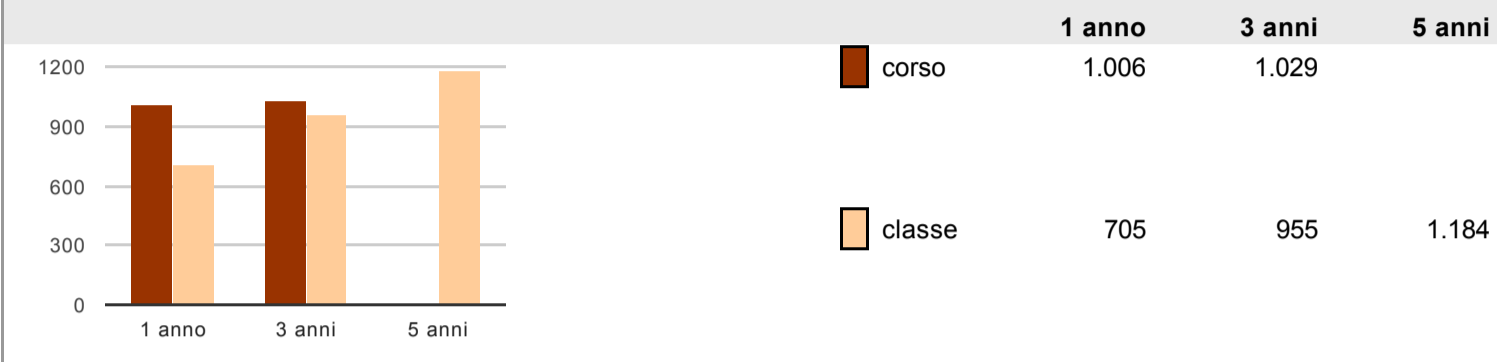 1 anno 3 anni 5 anni
1200
900
600
300
0
1 anno 3 anni 5 anni
corso 1.006 1.029
classe 705 955 1.184